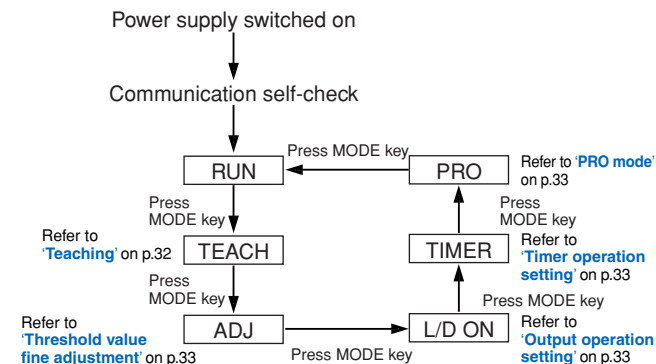 Power supply switched on
Communication self-check
Press MODE key
RUN
PRO
Refer to 'PRO mode'
on p.33
Press
MODE key
Press
MODE key
Refer to
'Teaching' on p.32
TEACH
TIMER
Refer to
'Timer operation
setting' on p.33
Press
MODE key
Press MODE key
Refer to
'Threshold value
fine adjustment' on p.33
ADJ
Press MODE key
L/D ON
Refer to
'Output operation
setting' on p.33